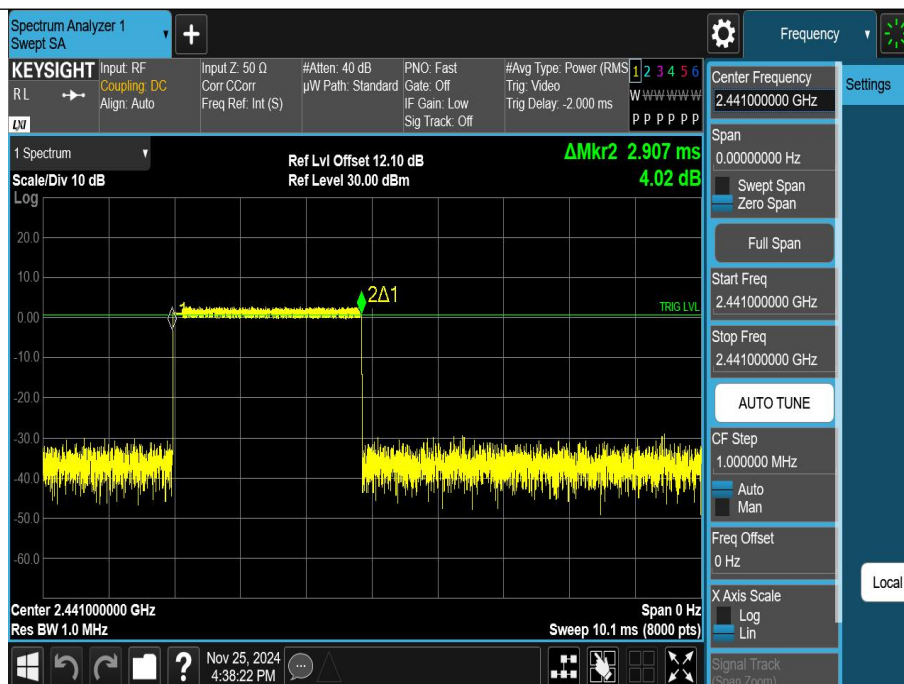 Spectrum Analyzer 1
Swept SA
+
Frequency
KEYSIGHT
RL
LXI
Input: RF
Coupling: DC
Align: Auto
Input Z: 50 Ω
Corr CCorr
Freq Ref: Int (S)
#Atten: 40 dB
µW Path: Standard
PNO: Fast
Gate: Off
IF Gain: Low
Sig Track: Off
#Avg Type: Power (RMS
Trig: Video
Trig Delay: -2.000 ms
1 2 3 4 5 6
W W W W W W
P P P P P P
1 Spectrum
Scale/Div 10 dB
Ref Lvl Offset 12.10 dB
Ref Level 30.00 dBm
ΔMkr2 2.907 ms
4.02 dB
Log
20.0
10.0
0.00
-10.0
-20.0
-30.0
-40.0
-50.0
-60.0
1
2Δ1
TRIG LVL
Center 2.441000000 GHz
Res BW 1.0 MHz
Span 0 Hz
Sweep 10.1 ms (8000 pts)
Center Frequency
2.441000000 GHz
Span
0.00000000 Hz
Swept Span
Zero Span
Full Span
Start Freq
2.441000000 GHz
Stop Freq
2.441000000 GHz
AUTO TUNE
CF Step
1.000000 MHz
Auto
Man
Freq Offset
0 Hz
X Axis Scale
Log
Lin
Signal Track
(Span Zoom)
Settings
Local
?
Nov 25, 2024
4:38:22 PM